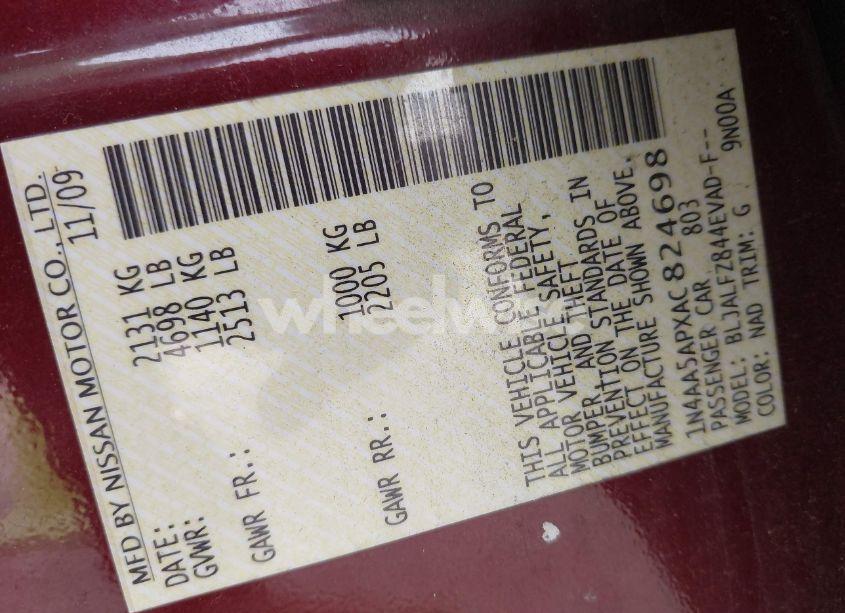 MFD BY NISSAN MOTOR CO., LTD.
DATE: 11/09
GVWR: 2131 KG
4698 LB
GAWR FR.: 1140 KG
2513 LB
GAWR RR.: 1000 KG
2205 LB
THIS VEHICLE CONFORMS TO
ALL APPLICABLE FEDERAL
MOTOR VEHICLE SAFETY,
BUMPER AND THEFT
PREVENTION STANDARDS IN
EFFECT ON THE DATE OF
MANUFACTURE SHOWN ABOVE.
1N4AA5APXAC824698
PASSENGER CAR 803
MODEL: BLJALFZ844EVAD-F--
COLOR: NAD TRIM: G 9N00A